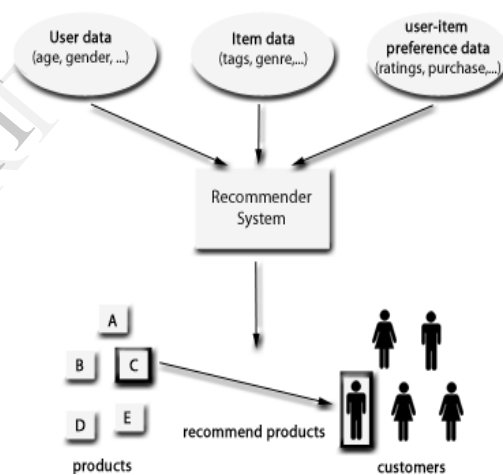 User data
(age, gender, ...)
Item data
(tags, genre,...)
user-item
preference data
(ratings, purchase,...)
Recommender
System
A
B
C
D
E
recommend products
products
customers